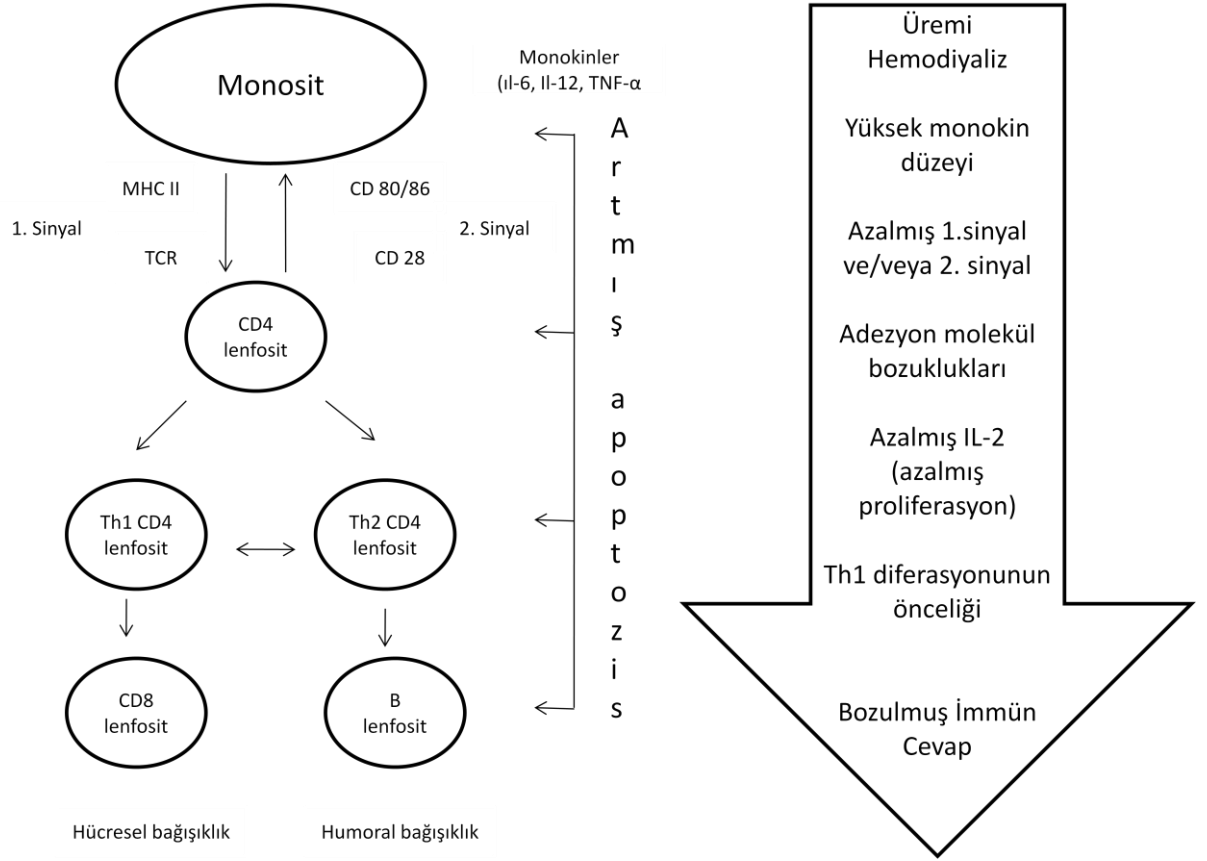 Monosit
Monokinler
(ıl-6, Il-12, TNF-α
MHC II
CD 80/86
1. Sinyal
2. Sinyal
TCR
CD 28
CD4
lenfosit
Th1 CD4
lenfosit
Th2 CD4
lenfosit
CD8
lenfosit
B
lenfosit
Hücresel bağışıklık
Humoral bağışıklık
Artmış apoptozis
Üremi
Hemodiyaliz
Yüksek monokin
düzeyi
Azalmış 1.sinyal
ve/veya 2. sinyal
Adezyon molekül
bozuklukları
Azalmış IL-2
(azalmış
proliferasyon)
Th1 diferasyonunun
önceliği
Bozulmuş İmmün
Cevap